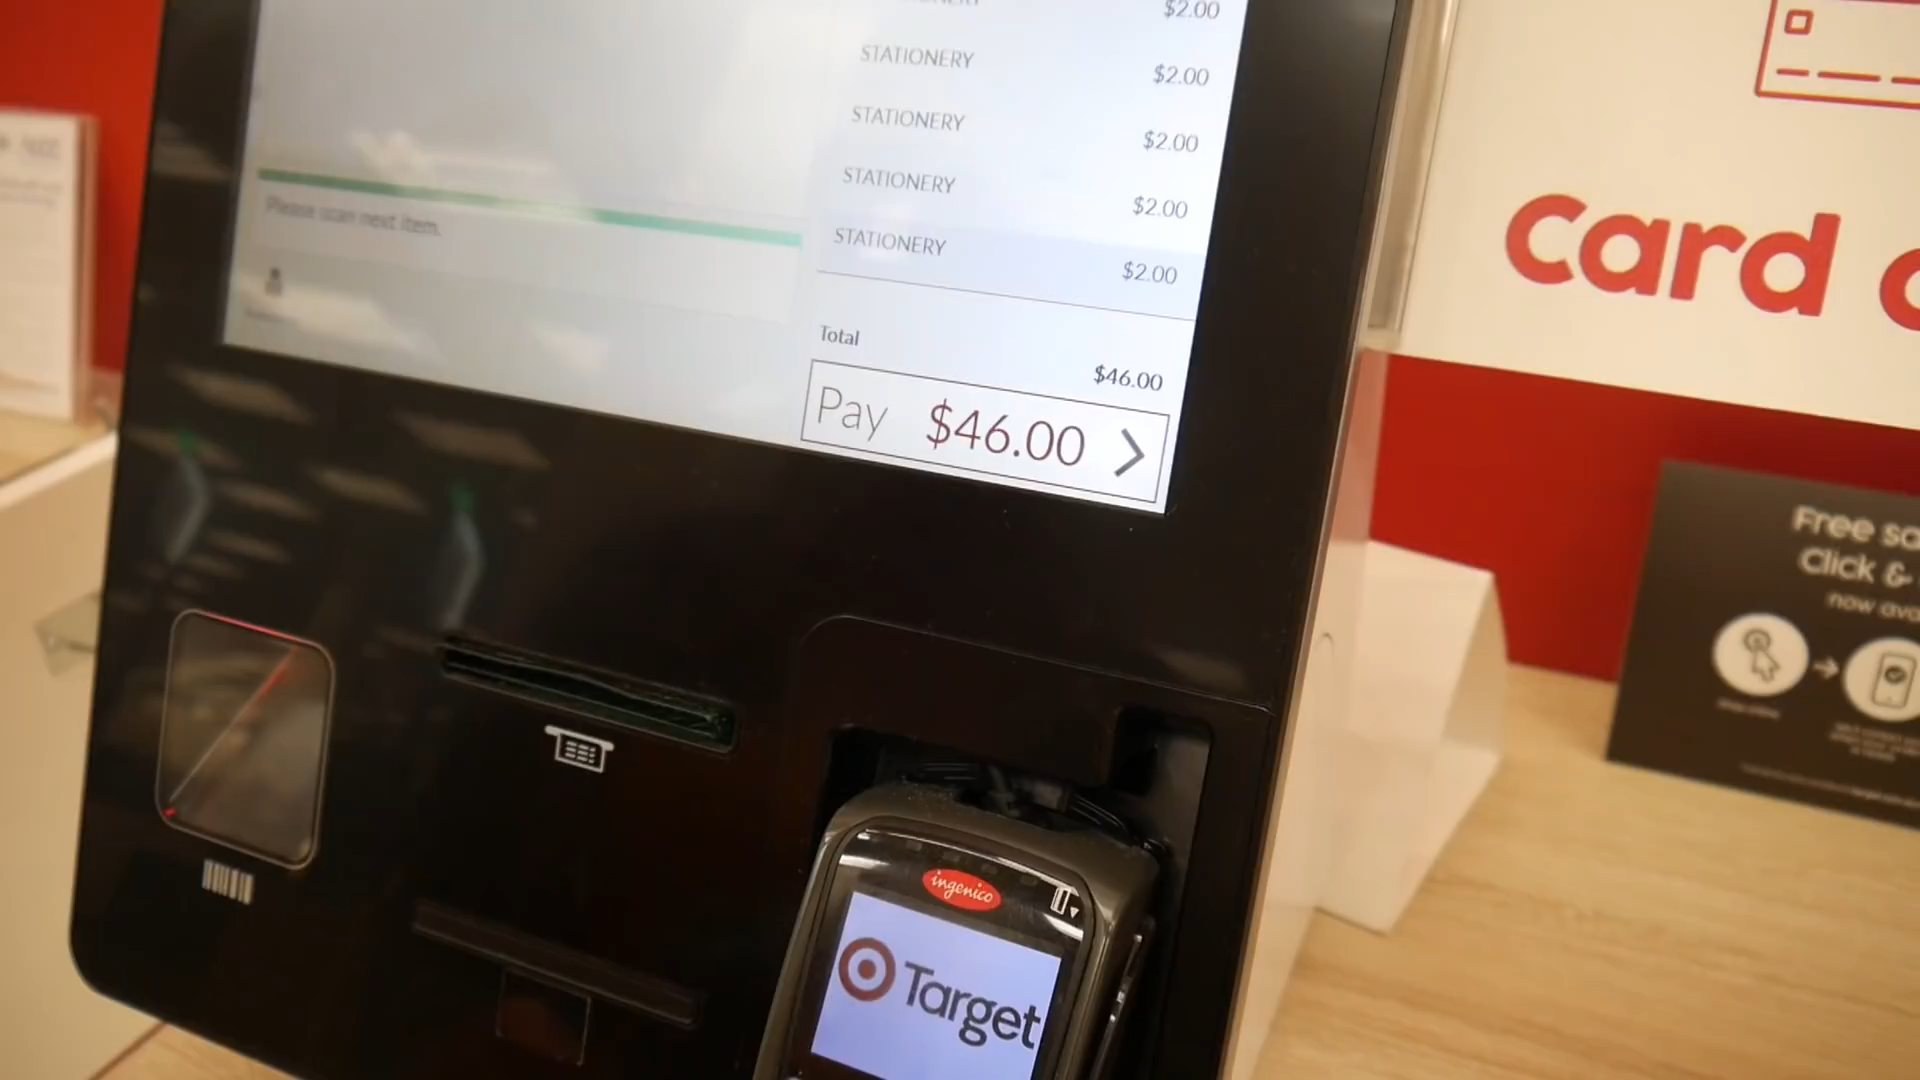 $2.00
STATIONERY $2.00
STATIONERY $2.00
STATIONERY $2.00
STATIONERY $2.00
Please scan next item.
Total $46.00
Pay $46.00
card
Free
Click &
now
ingenico
Target